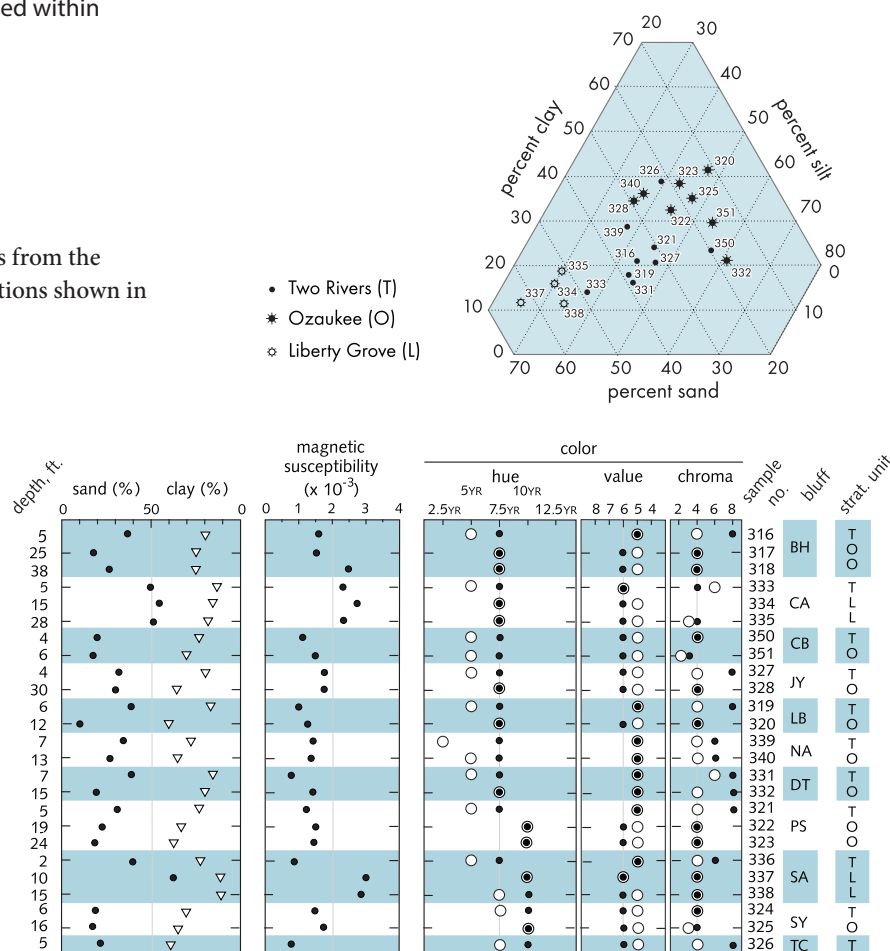 ed within
s from the
tions shown in
Two Rivers (T)
Ozaukee (O)
Liberty Grove (L)
20 30
70
60 40
50 50
40 60
30 70
20 80
10 0
0 10
70 60 50 40 30 20
percent clay
percent silt
percent sand
320
326 323
340 325
328 322 351
339
321 350
316 327 332
335 319
337 334 333 331
338
color
magnetic
susceptibility
(x 10-3)
hue value chroma
depth, ft. sand (%) clay (%) sample no. bluff strat. unit
5YR 10YR
2.5YR 7.5YR 12.5YR
0 50 0 0 1 2 3 4 8 7 6 5 4 2 4 6 8
5 316 BH T
25 317 O
38 318 O
5 333 CA T
15 334 L
28 335 L
4 350 CB T
6 351 O
4 327 JY T
30 328 O
6 319 LB T
12 320 O
7 339 NA T
13 340 O
7 331 DT T
15 332 O
5 321 PS T
19 322 O
24 323 O
2 336 SA T
10 337 L
15 338 L
6 324 SY T
16 325 O
5 326 TC T